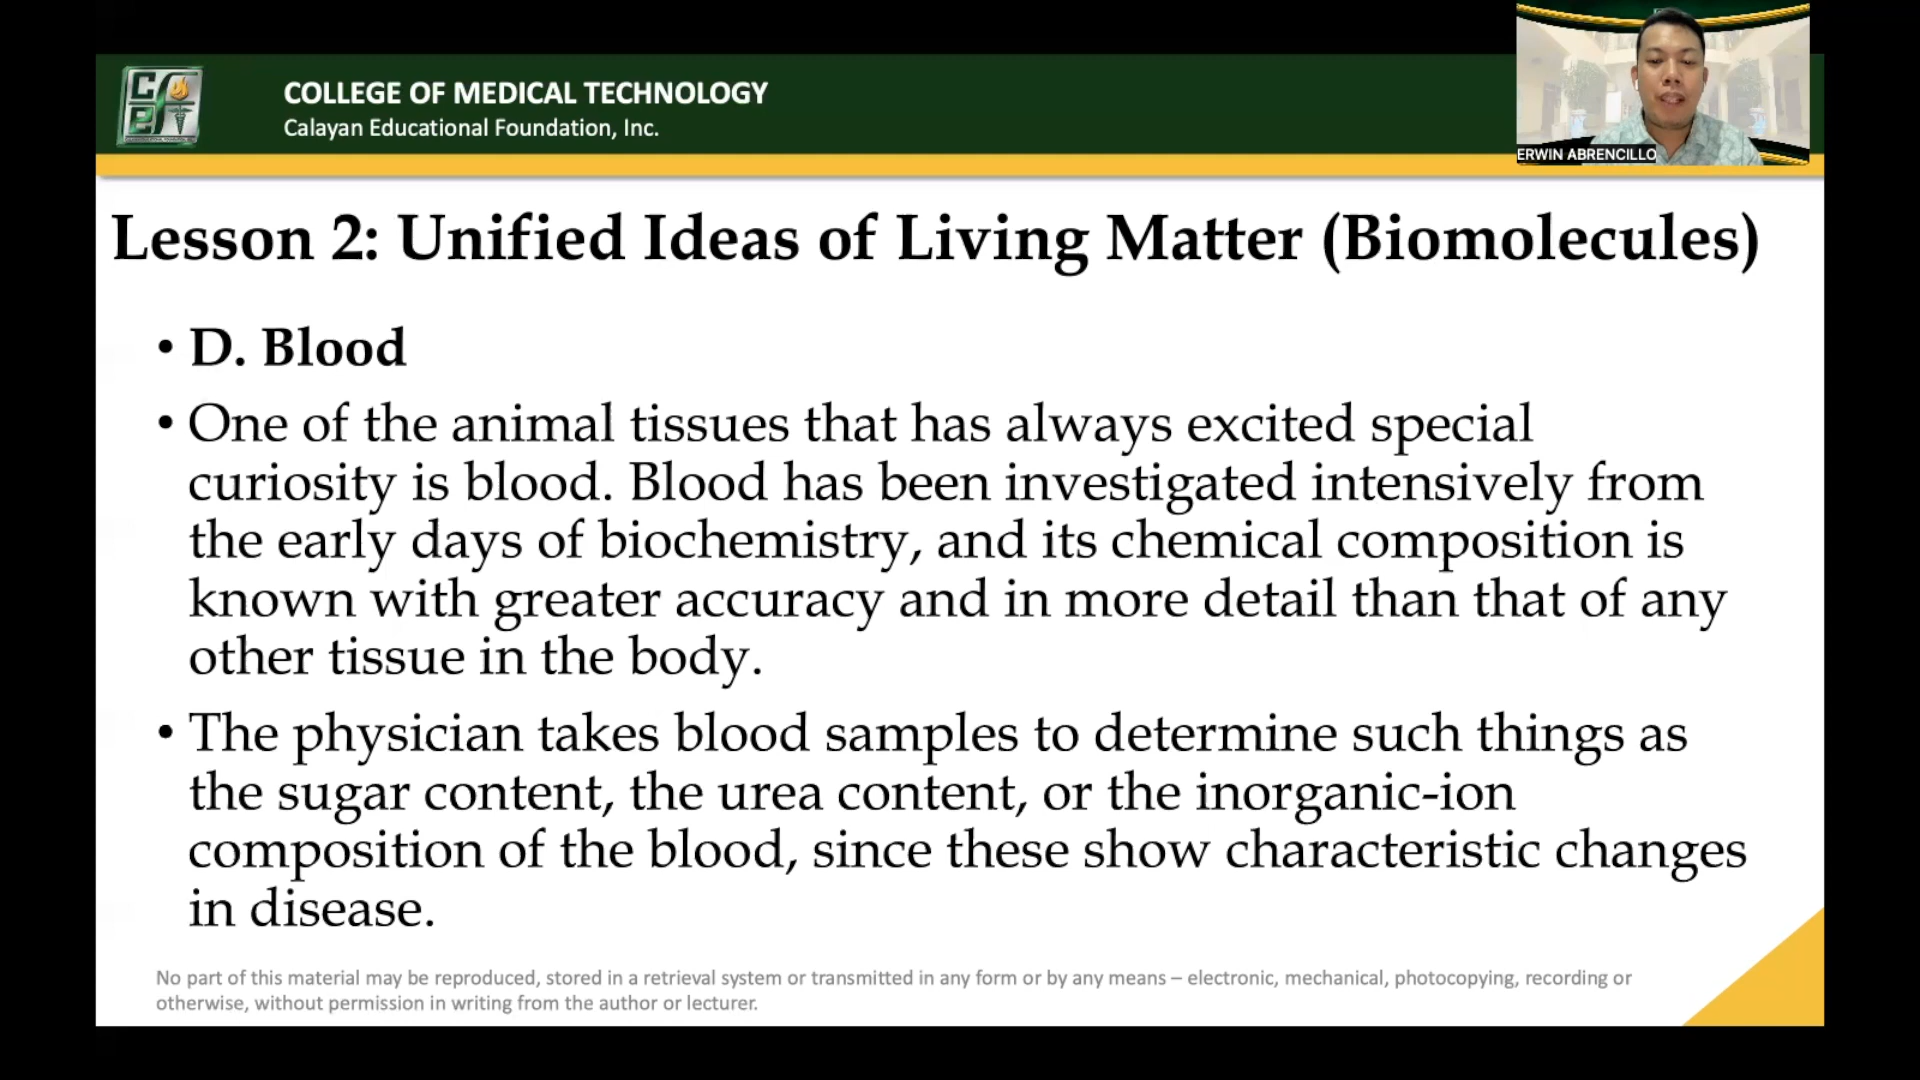 COLLEGE OF MEDICAL TECHNOLOGY
Calayan Educational Foundation, Inc.
ERWIN ABRENCILLO
Lesson 2: Unified Ideas of Living Matter (Biomolecules)
• D. Blood
• One of the animal tissues that has always excited special
curiosity is blood. Blood has been investigated intensively from
the early days of biochemistry, and its chemical composition is
known with greater accuracy and in more detail than that of any
other tissue in the body.
• The physician takes blood samples to determine such things as
the sugar content, the urea content, or the inorganic-ion
composition of the blood, since these show characteristic changes
in disease.
No part of this material may be reproduced, stored in a retrieval system or transmitted in any form or by any means – electronic, mechanical, photocopying, recording or
otherwise, without permission in writing from the author or lecturer.